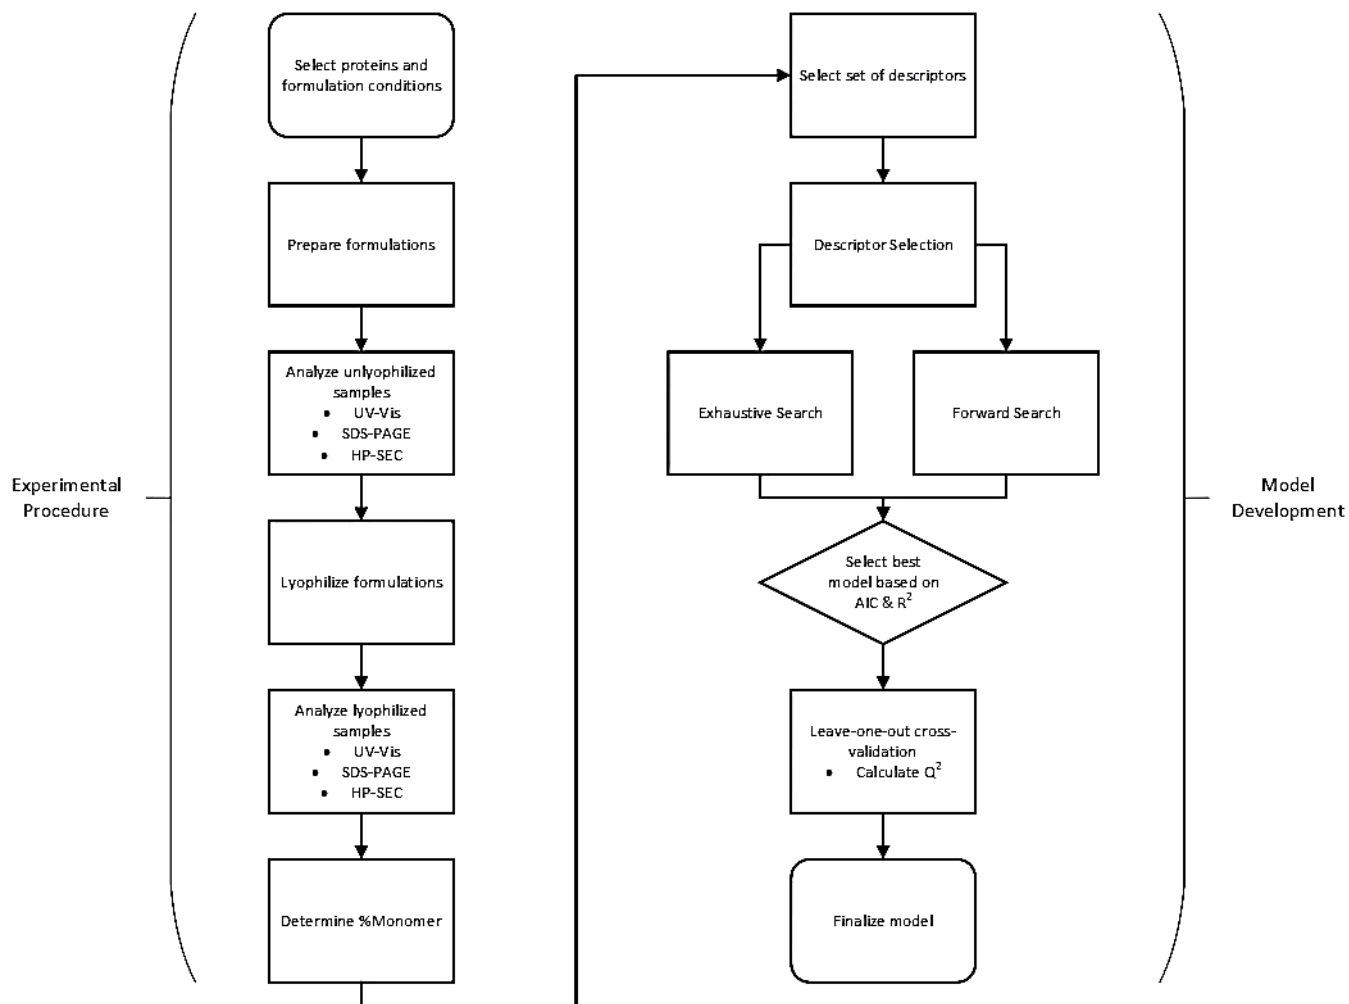 Experimental
Procedure
Select proteins and
formulation conditions
Prepare formulations
Analyze unlyophilized
samples
• UV-Vis
• SDS-PAGE
• HP-SEC
Lyophilize formulations
Analyze lyophilized
samples
• UV-Vis
• SDS-PAGE
• HP-SEC
Determine %Monomer
Select set of descriptors
Descriptor Selection
Exhaustive Search
Forward Search
Select best
model based on
AIC & R²
Leave-one-out cross-
validation
• Calculate Q²
Finalize model
Model
Development